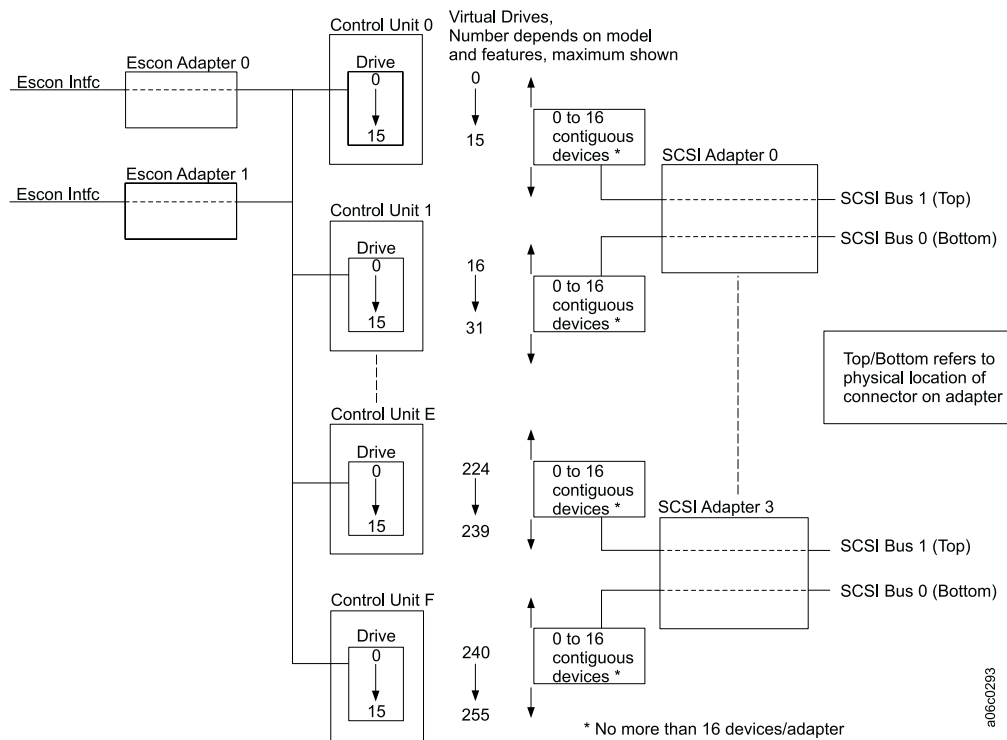 Control Unit 0
Virtual Drives,
Number depends on model
and features, maximum shown
Escon Adapter 0
Escon Intfc
Drive
0
15
0
15
0 to 16
contiguous
devices *
SCSI Adapter 0
SCSI Bus 1 (Top)
SCSI Bus 0 (Bottom)
Escon Adapter 1
Escon Intfc
Control Unit 1
Drive
0
15
16
31
0 to 16
contiguous
devices *
Top/Bottom refers to
physical location of
connector on adapter
Control Unit E
Drive
0
15
224
239
0 to 16
contiguous
devices *
SCSI Adapter 3
SCSI Bus 1 (Top)
SCSI Bus 0 (Bottom)
Control Unit F
Drive
0
15
240
255
0 to 16
contiguous
devices *
* No more than 16 devices/adapter
a06c0293